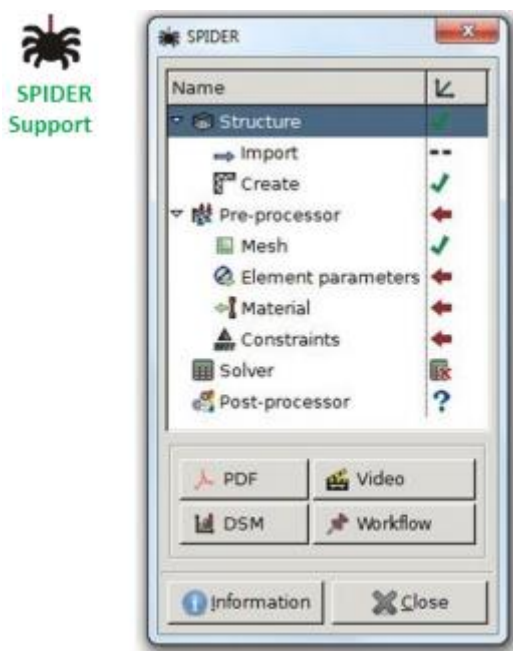 SPIDER
Support
SPIDER
Name
Structure
Import
Create
Pre-processor
Mesh
Element parameters
Material
Constraints
Solver
Post-processor
PDF
Video
DSM
Workflow
Information
Close